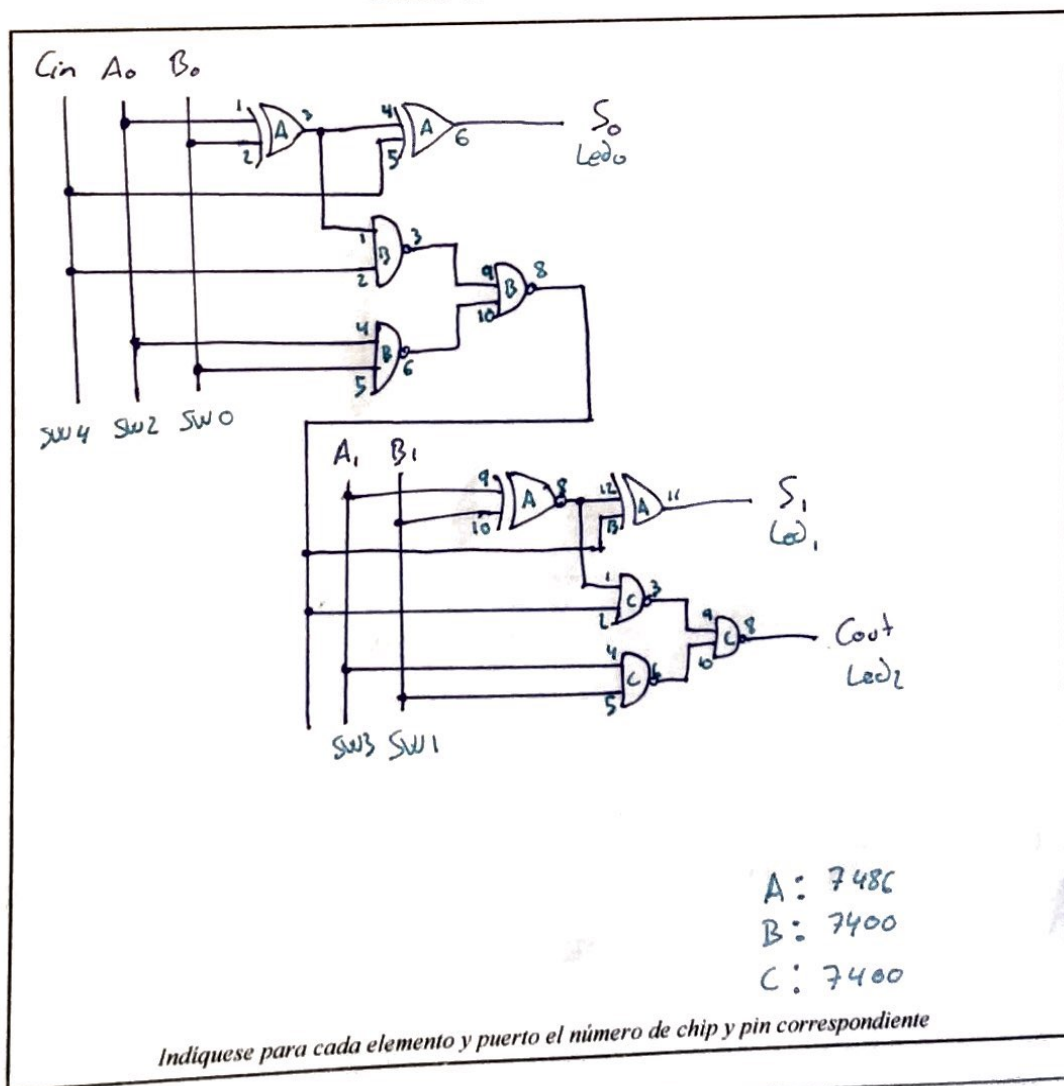 Cin A0 B0
1 A 3 4 A 6 S0
2 5 Led0
1 B 3
2 9 B 8
10
4 B 6
5
SW4 SW2 SW0
A1 B1
9 A 8 12 A 11 S1
10 13 Led1
1 C 3
2 9 C 8 Cout
4 C 6 10 Led2
5
SW3 SW1
A: 7486
B: 7400
C: 7400
Indíquese para cada elemento y puerto el número de chip y pin correspondiente